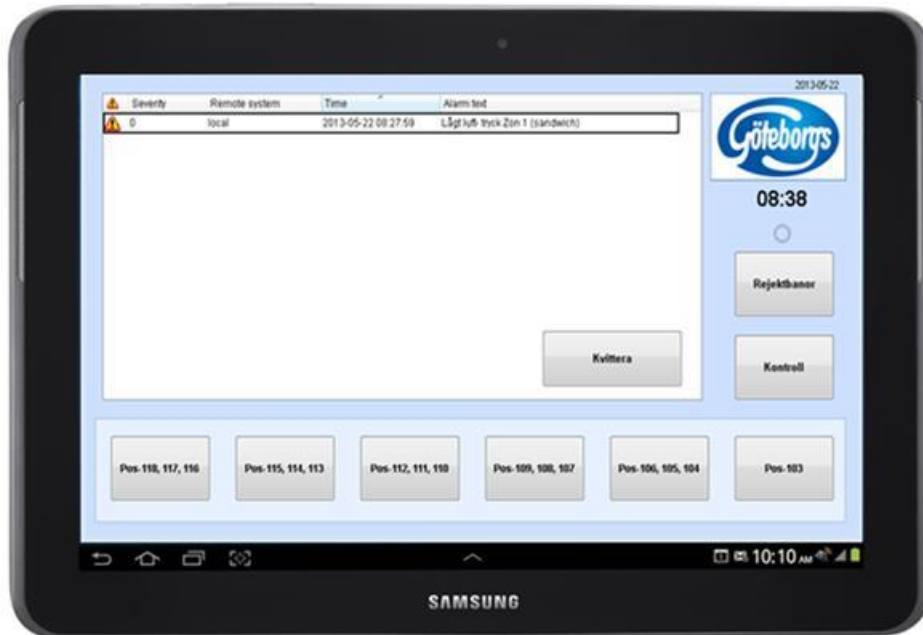 2013-05-22
Severity Remote system Time Alarm text
0 local 2013-05-22 08:27:59 Lågt luft- tryck Zon 1 (sandwich)
Göteborgs
08:38
Rejektbanor
Kvittera
Kontroll
Pos-118, 117, 116 Pos-115, 114, 113 Pos-112, 111, 110 Pos-109, 108, 107 Pos-106, 105, 104 Pos-103
10:10 AM
SAMSUNG